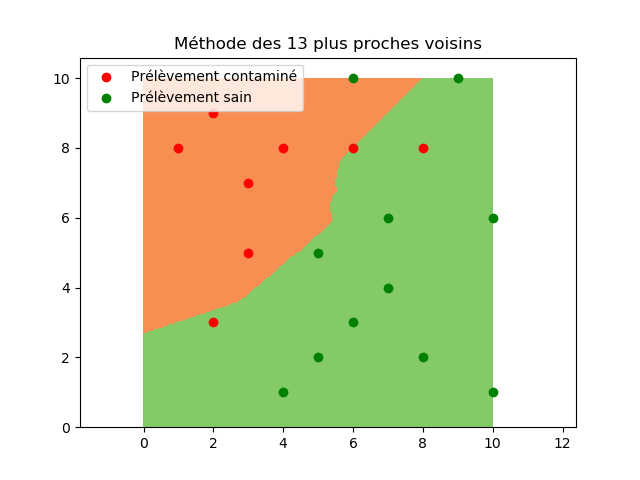 Méthode des 13 plus proches voisins
Prélèvement contaminé
Prélèvement sain
10
8
6
4
2
0
0 2 4 6 8 10 12